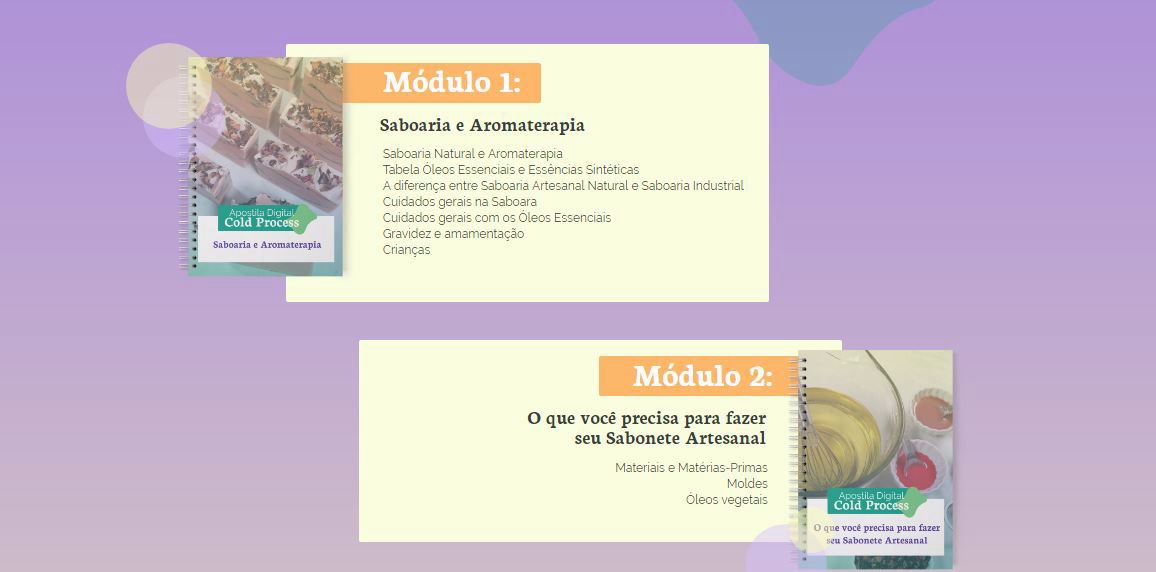 Módulo 1:
Saboaria e Aromaterapia
Saboaria Natural e Aromaterapia
Tabela Óleos Essenciais e Essências Sintéticas
A diferença entre Saboaria Artesanal Natural e Saboaria Industrial
Cuidados gerais na Saboara
Cuidados gerais com os Óleos Essenciais
Gravidez e amamentação
Crianças
Apostila Digital
Cold Process
Saboaria e Aromaterapia
Módulo 2:
O que você precisa para fazer
seu Sabonete Artesanal
Materiais e Matérias-Primas
Moldes
Óleos vegetais
Apostila Digital
Cold Process
O que você precisa para fazer
seu Sabonete Artesanal